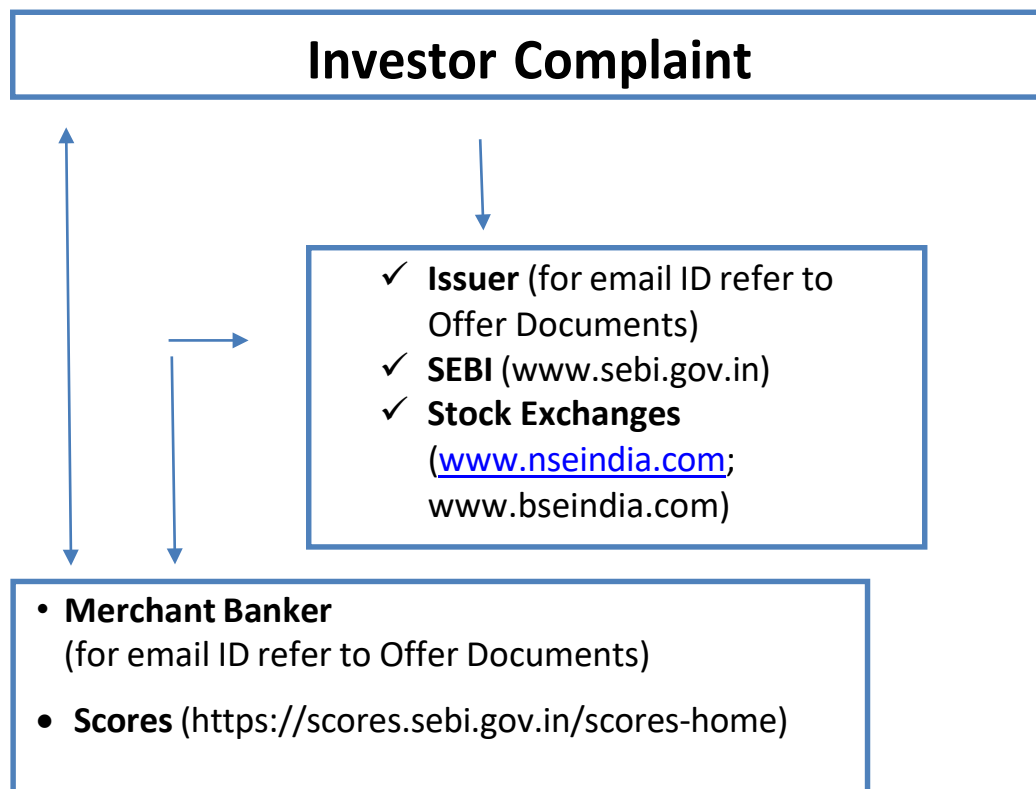 Investor Complaint
✓ Issuer (for email ID refer to
Offer Documents)
✓ SEBI (www.sebi.gov.in)
✓ Stock Exchanges
(www.nseindia.com;
www.bseindia.com)
• Merchant Banker
(for email ID refer to Offer Documents)
• Scores (https://scores.sebi.gov.in/scores-home)